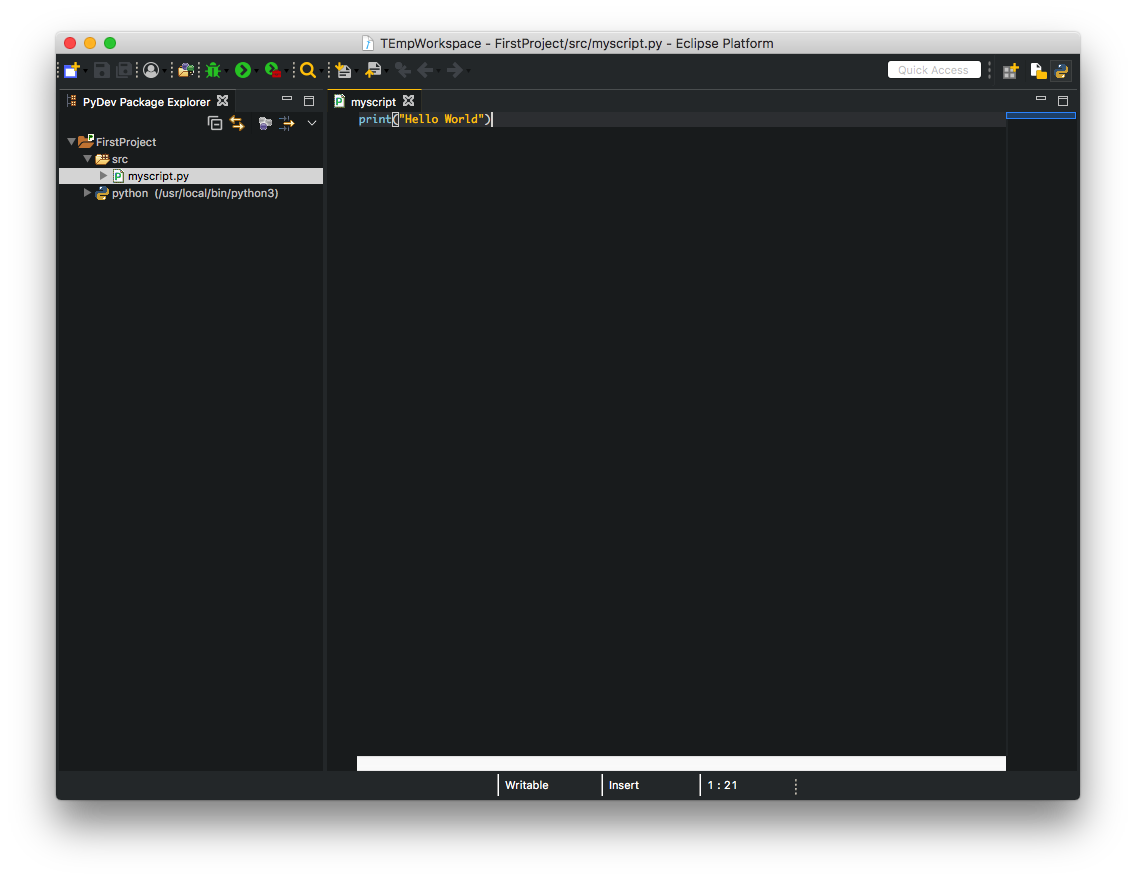 TEmpWorkspace - FirstProject/src/myscript.py - Eclipse Platform
Quick Access
PyDev Package Explorer
myscript
print("Hello World")
FirstProject
src
myscript.py
python (/usr/local/bin/python3)
Writable
Insert
1 : 21